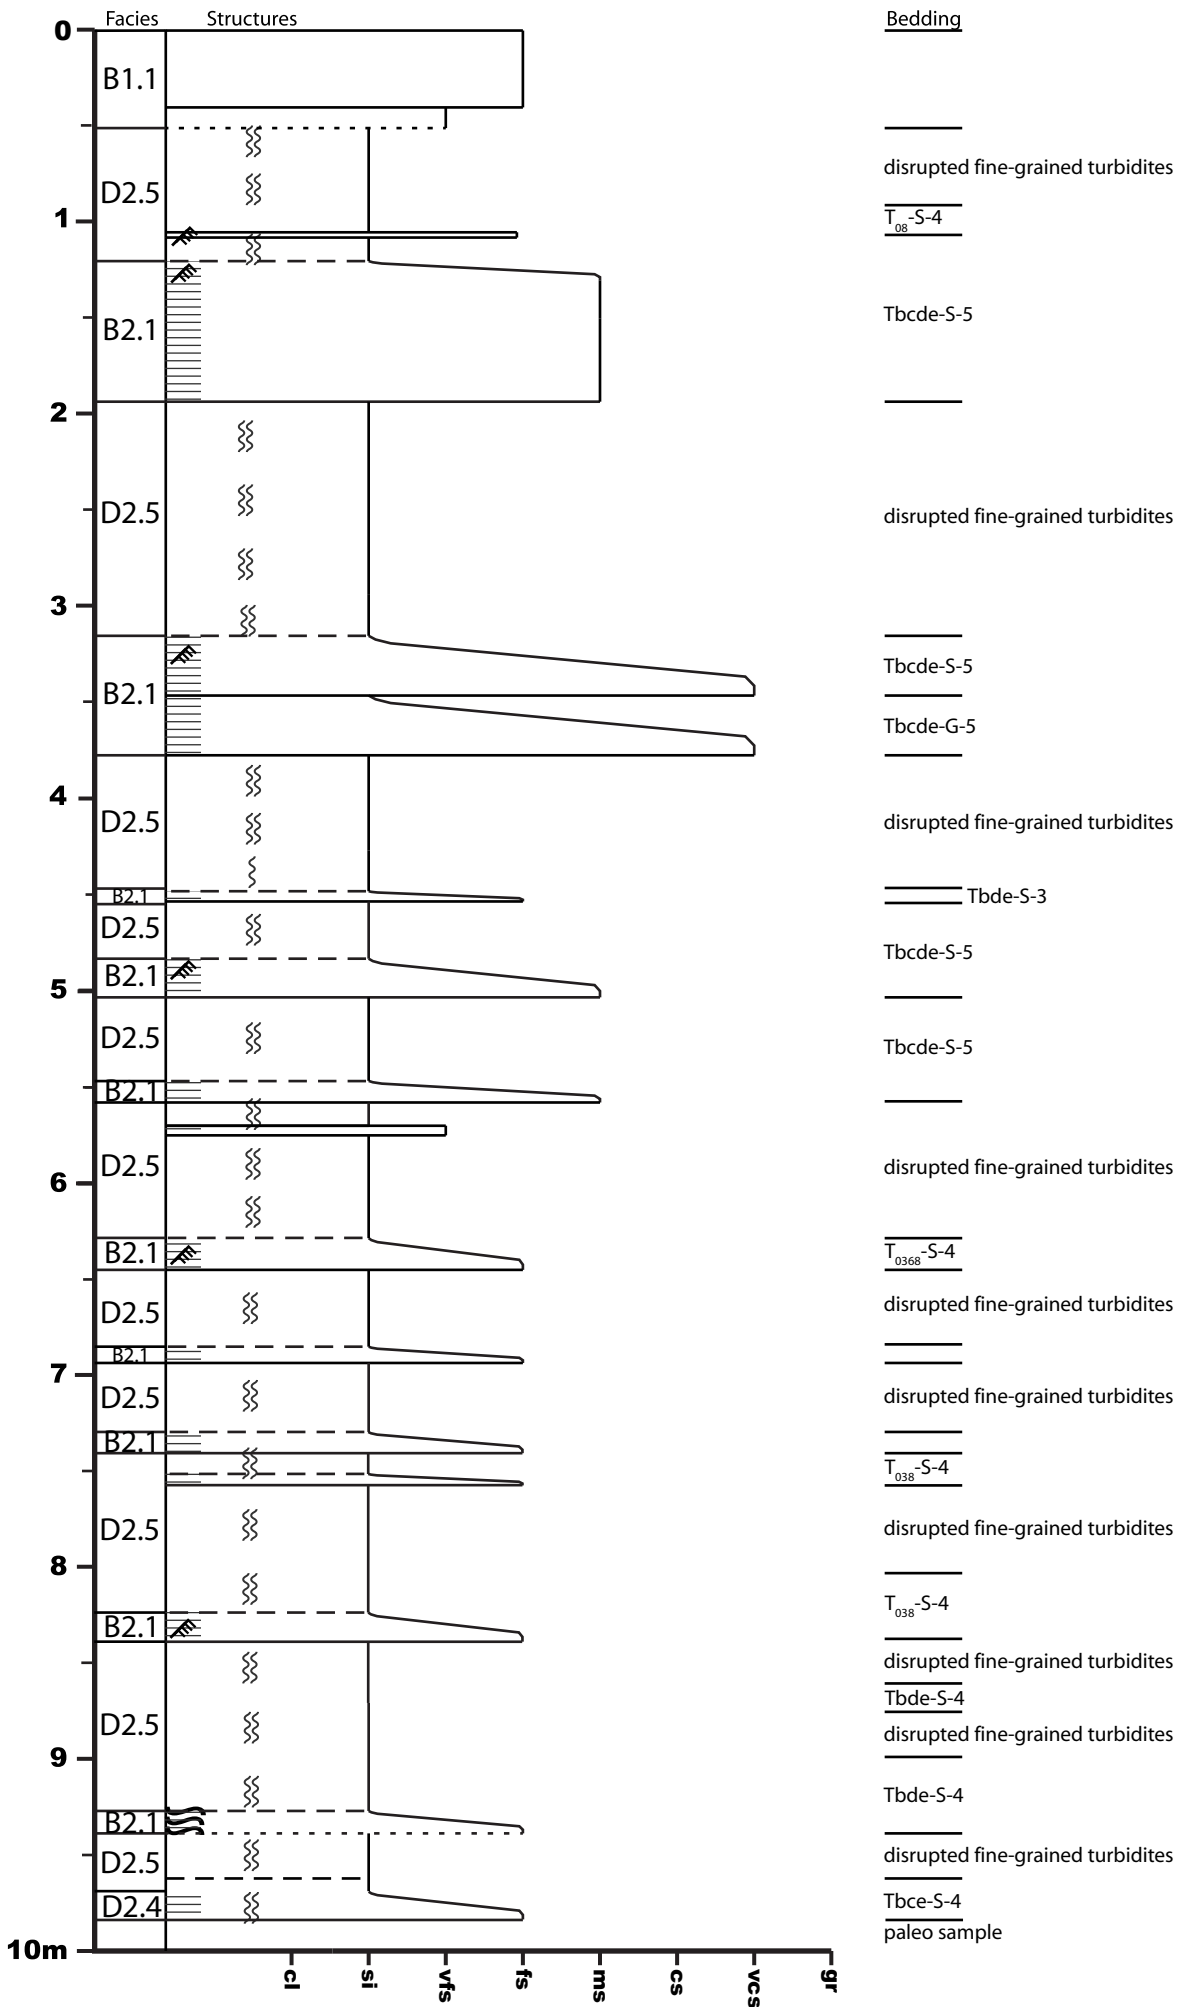 Facies Structures Bedding
0
B1.1
disrupted fine-grained turbidites
D2.5
1 T08-S-4
Tbcde-S-5
B2.1
2
D2.5 disrupted fine-grained turbidites
3
Tbcde-S-5
B2.1
Tbcde-G-5
4
D2.5 disrupted fine-grained turbidites
B2.1 Tbde-S-3
D2.5
Tbcde-S-5
B2.1
5
D2.5 Tbcde-S-5
B2.1
D2.5 disrupted fine-grained turbidites
6
B2.1 T0368-S-4
D2.5 disrupted fine-grained turbidites
B2.1
7
D2.5 disrupted fine-grained turbidites
B2.1
T038-S-4
D2.5 disrupted fine-grained turbidites
8
T038-S-4
B2.1
disrupted fine-grained turbidites
Tbde-S-4
D2.5 disrupted fine-grained turbidites
9
Tbde-S-4
B2.1
D2.5 disrupted fine-grained turbidites
D2.4 Tbce-S-4
paleo sample
10m
cl si vfs fs ms cs vcs gr